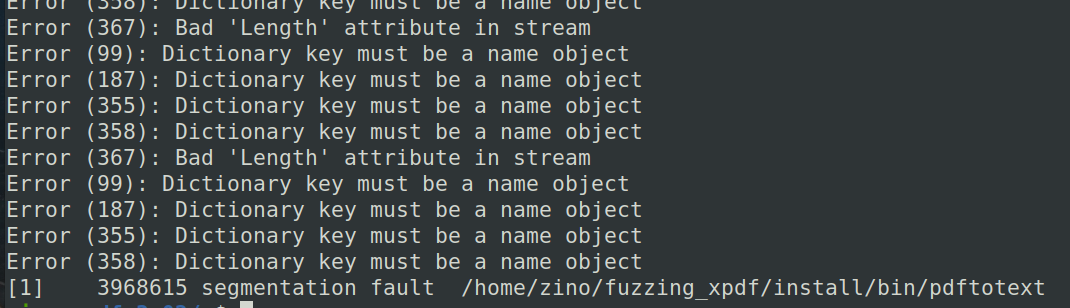 Error (358): Dictionary key must be a name object
Error (367): Bad 'Length' attribute in stream
Error (99): Dictionary key must be a name object
Error (187): Dictionary key must be a name object
Error (355): Dictionary key must be a name object
Error (358): Dictionary key must be a name object
Error (367): Bad 'Length' attribute in stream
Error (99): Dictionary key must be a name object
Error (187): Dictionary key must be a name object
Error (355): Dictionary key must be a name object
Error (358): Dictionary key must be a name object
[1]    3968615 segmentation fault  /home/zino/fuzzing_xpdf/install/bin/pdftotext